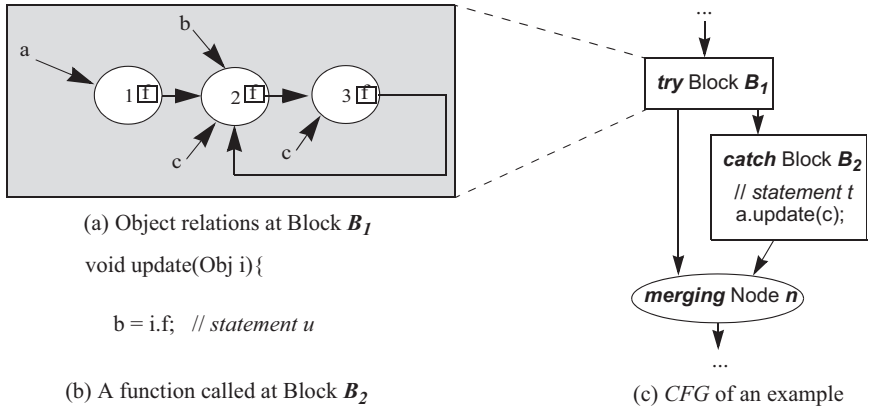 a
b
1 f
2 f
3 f
c
c
(a) Object relations at Block B1
void update(Obj i){
b = i.f; // statement u
(b) A function called at Block B2
...
try Block B1
catch Block B2
// statement t
a.update(c);
merging Node n
...
(c) CFG of an example